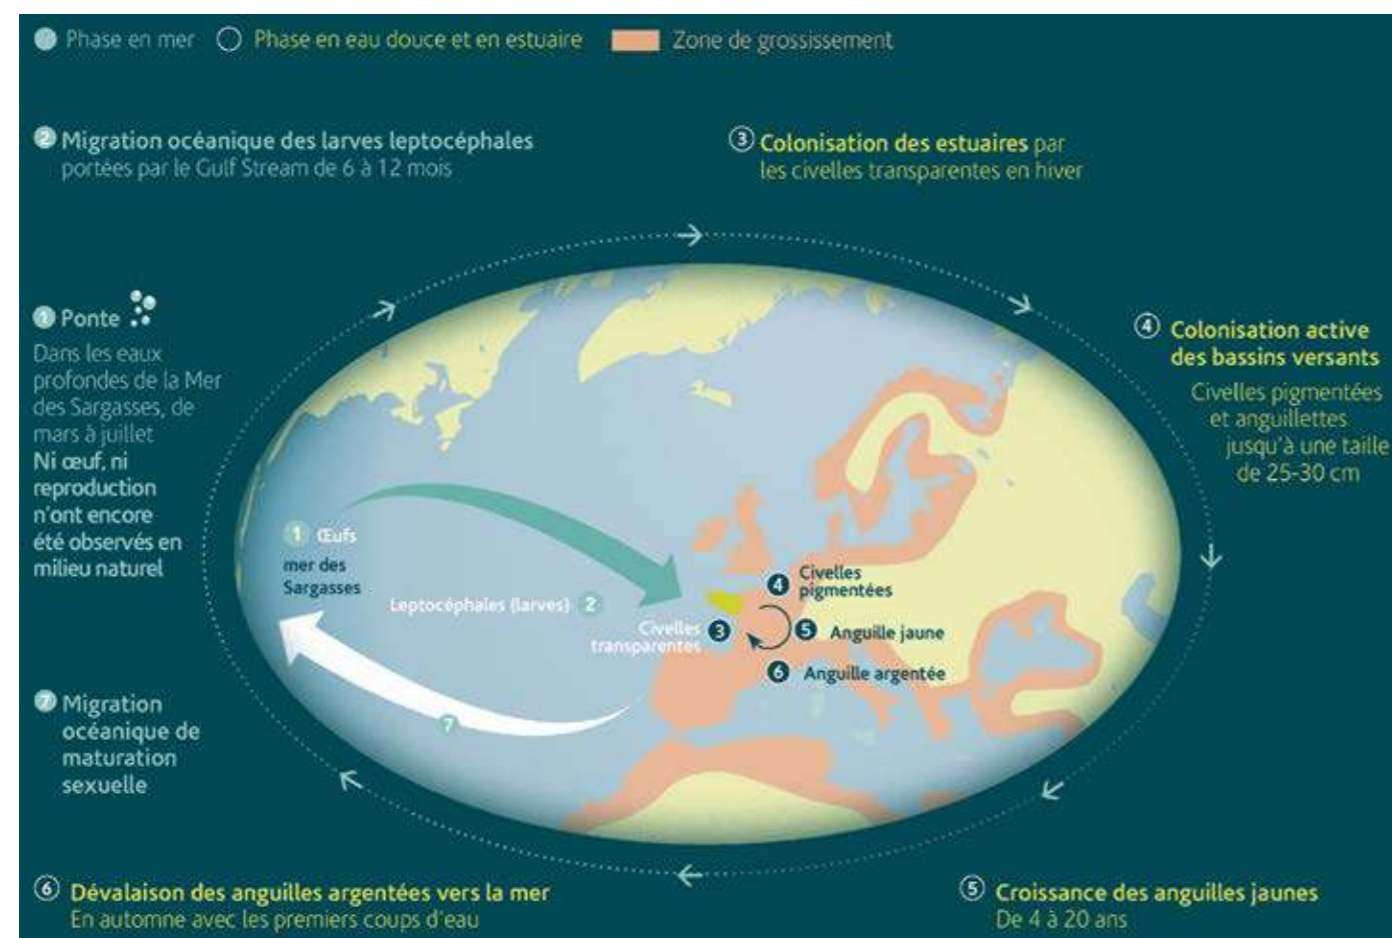 Phase en mer Phase en eau douce et en estuaire Zone de grossissement
2 Migration océanique des larves leptocéphales
portées par le Gulf Stream de 6 à 12 mois
3 Colonisation des estuaires par
les civelles transparentes en hiver
1 Ponte
Dans les eaux
profondes de la Mer
des Sargasses, de
mars à juillet
Ni œuf, ni
reproduction
n'ont encore
été observés en
milieu naturel
4 Colonisation active
des bassins versants
Civelles pigmentées
et anguillettes
jusqu'à une taille
de 25-30 cm
1 Œufs
mer des
Sargasses
Leptocéphales (larves) 2
Civelles
transparentes 3
4 Civelles
pigmentées
5 Anguille jaune
6 Anguille argentée
7
7 Migration
océanique de
maturation
sexuelle
6 Dévalaison des anguilles argentées vers la mer
En automne avec les premiers coups d'eau
5 Croissance des anguilles jaunes
De 4 à 20 ans